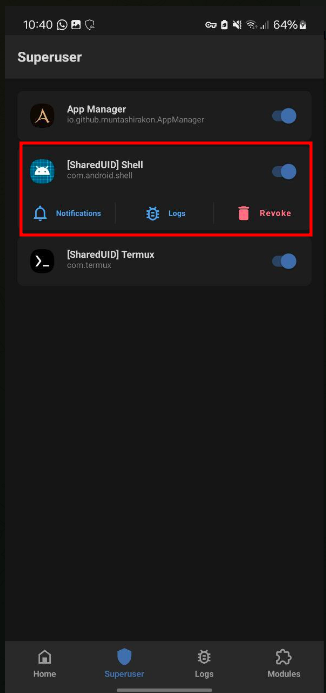 10:40
64%
Superuser
App Manager
io.github.muntashirakon.AppManager
[SharedUID] Shell
com.android.shell
Notifications
Logs
Revoke
[SharedUID] Termux
com.termux
Home
Superuser
Logs
Modules